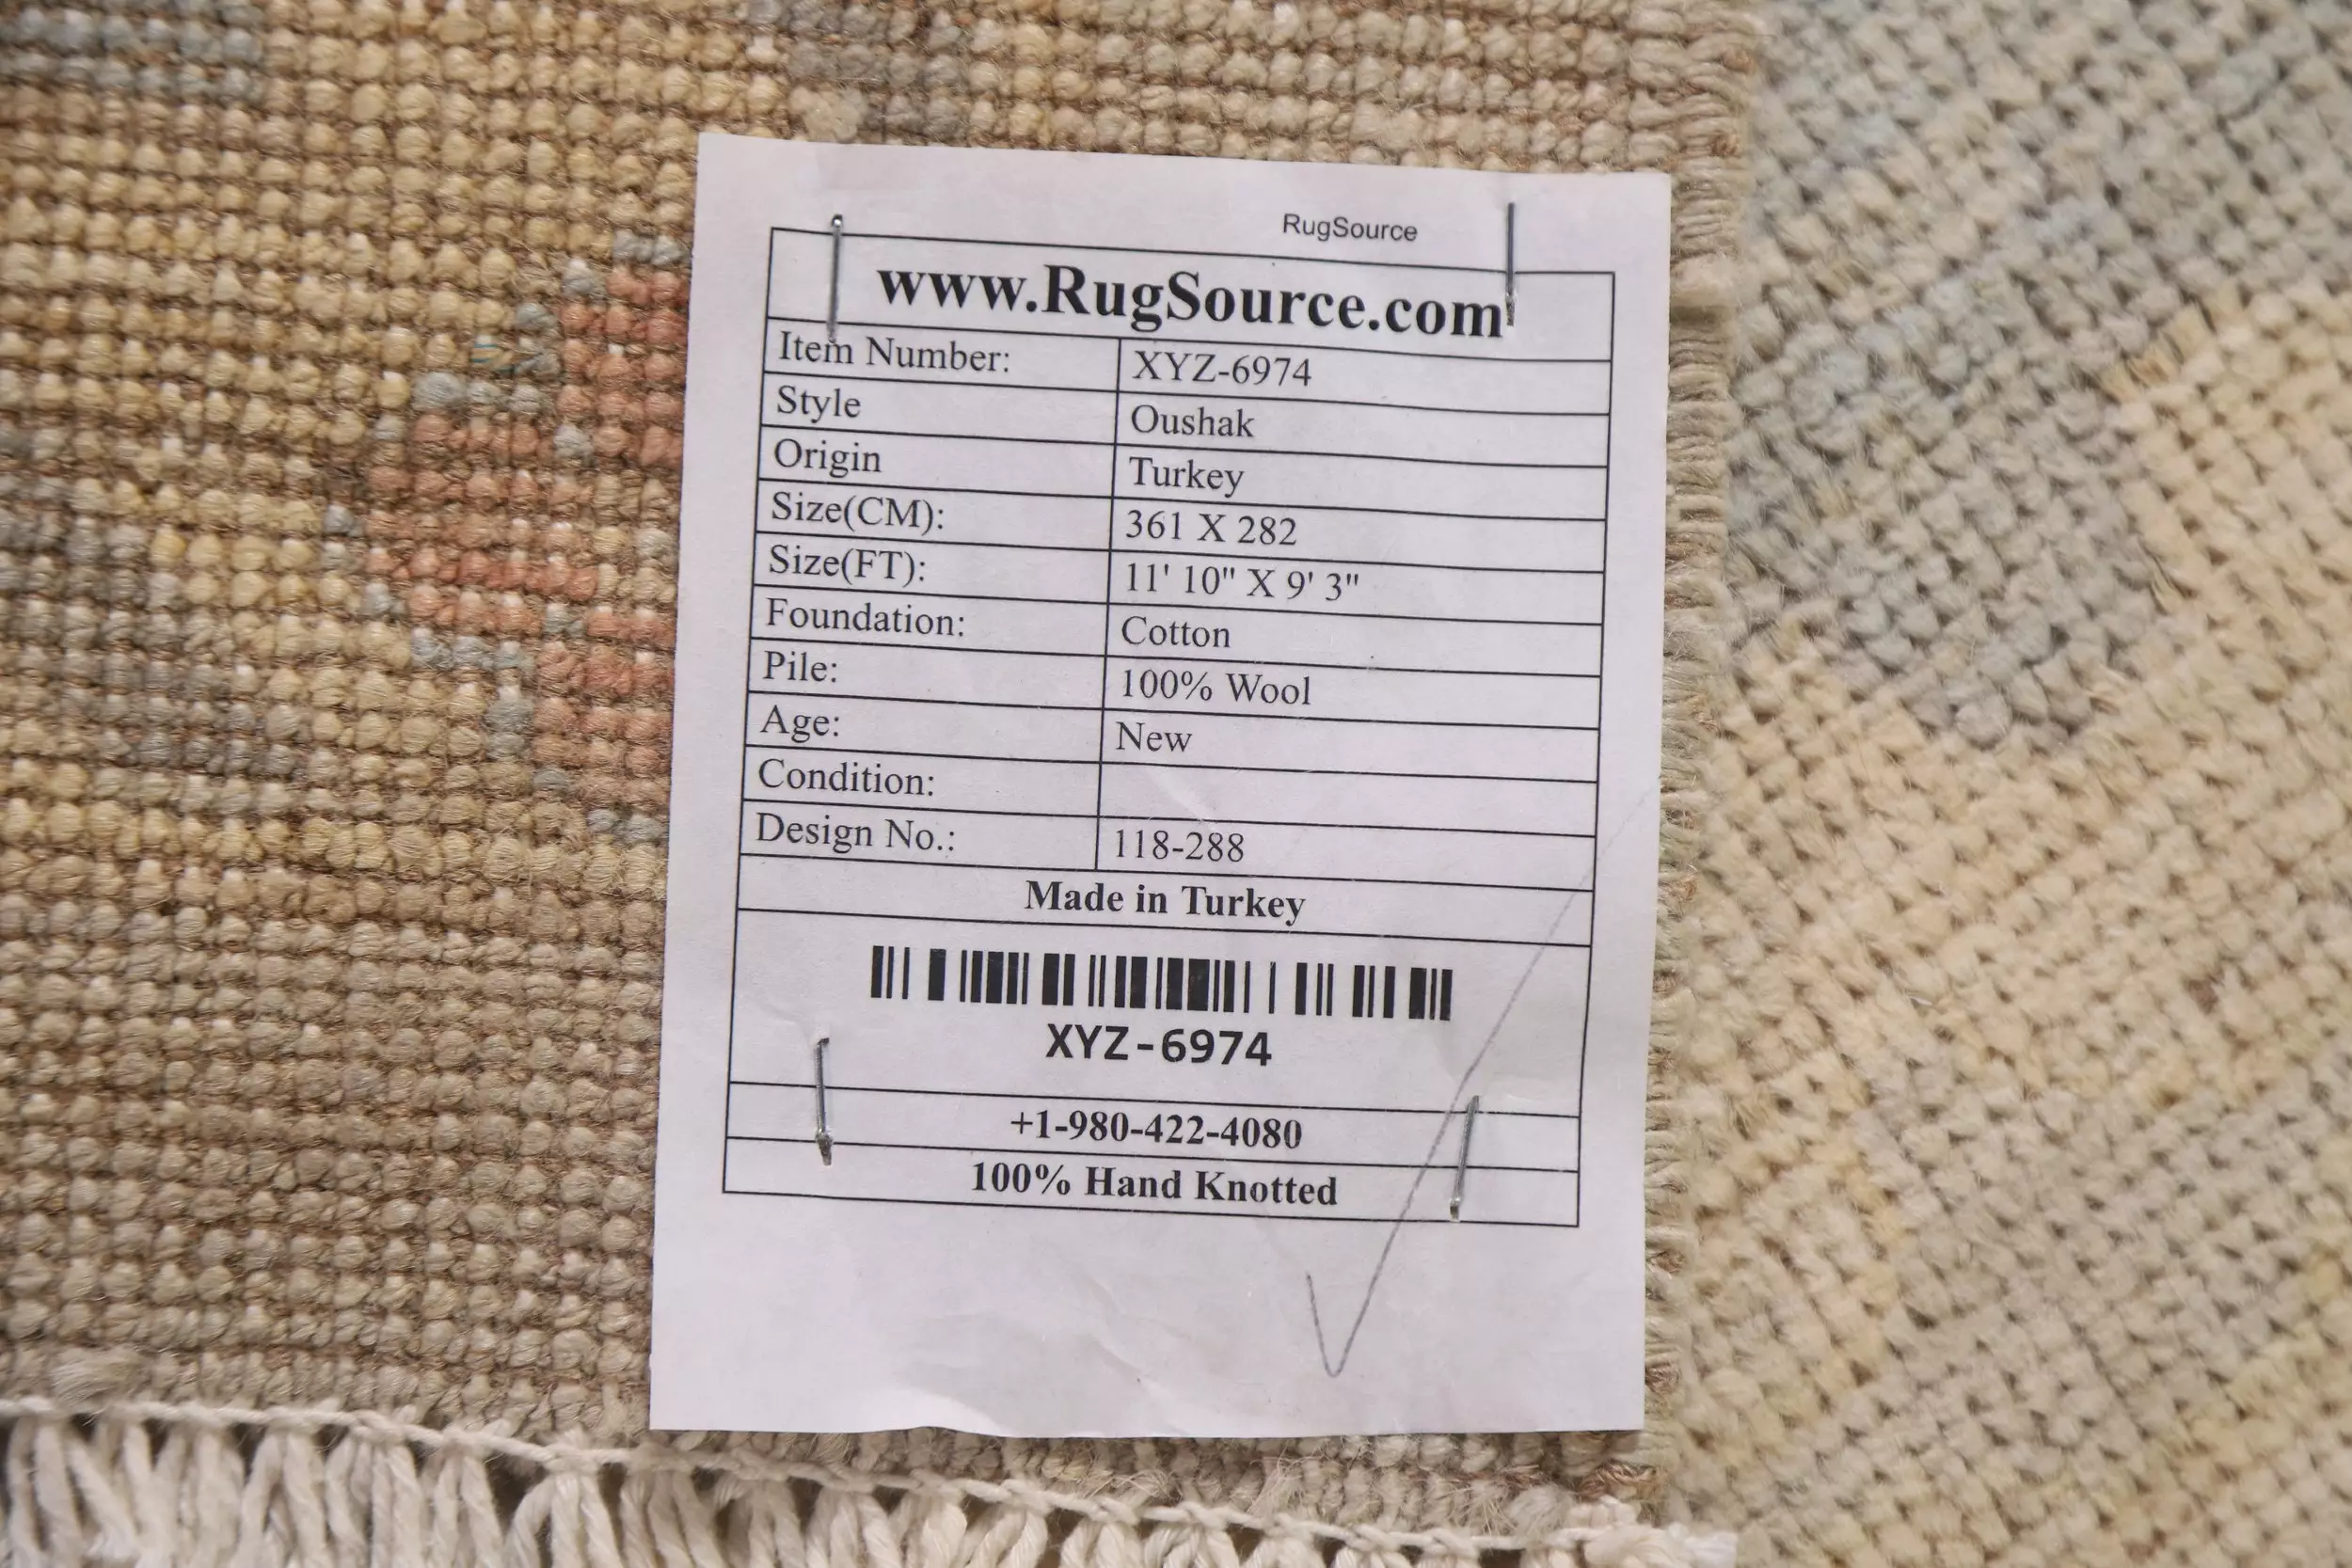 RugSource
www.RugSource.com
Item Number: XYZ-6974
Style Oushak
Origin Turkey
Size(CM): 361 X 282
Size(FT): 11' 10" X 9' 3"
Foundation: Cotton
Pile: 100% Wool
Age: New
Condition:
Design No.: 118-288
Made in Turkey
XYZ-6974
+1-980-422-4080
100% Hand Knotted